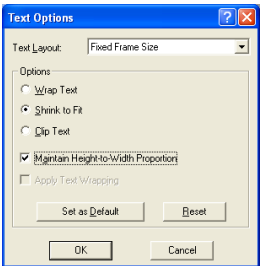 Text Options
Text Layout: Fixed Frame Size
Options
Wrap Text
Shrink to Fit
Clip Text
Maintain Height-to-Width Proportion
Apply Text Wrapping
Set as Default Reset
OK Cancel